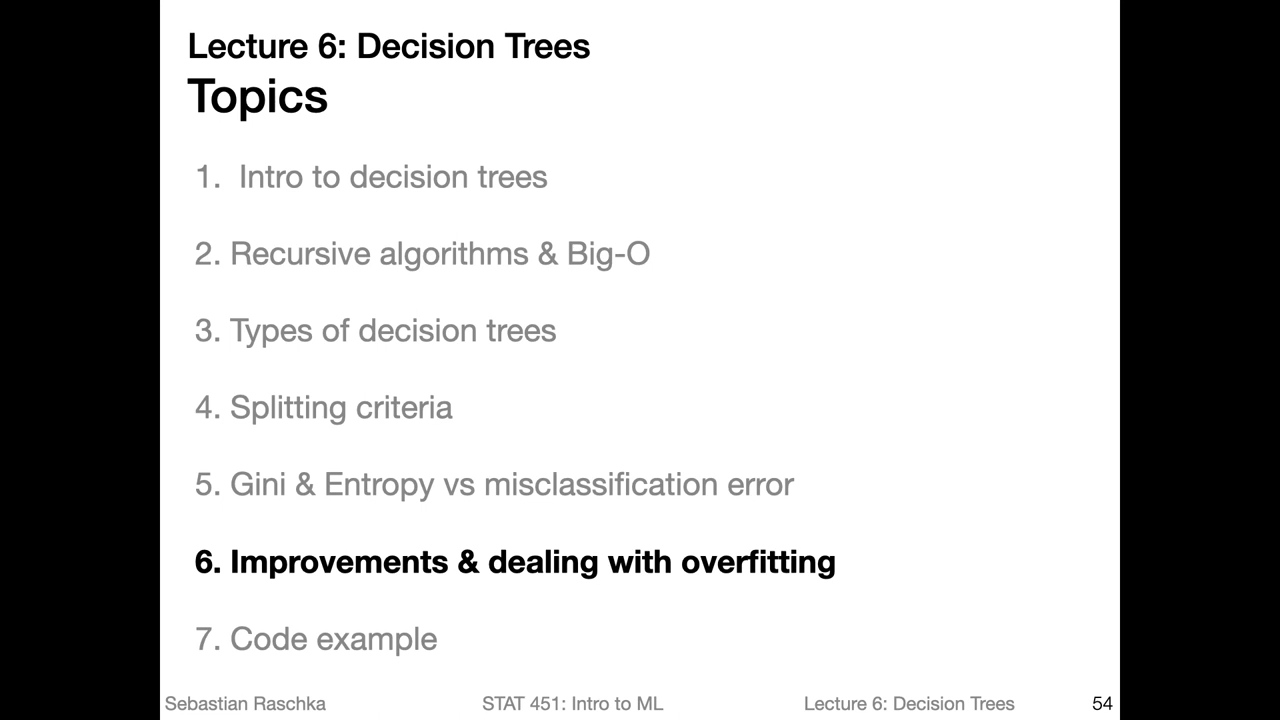 Lecture 6: Decision Trees
Topics
1. Intro to decision trees
2. Recursive algorithms & Big-O
3. Types of decision trees
4. Splitting criteria
5. Gini & Entropy vs misclassification error
6. Improvements & dealing with overfitting
7. Code example
Sebastian Raschka STAT 451: Intro to ML Lecture 6: Decision Trees 54